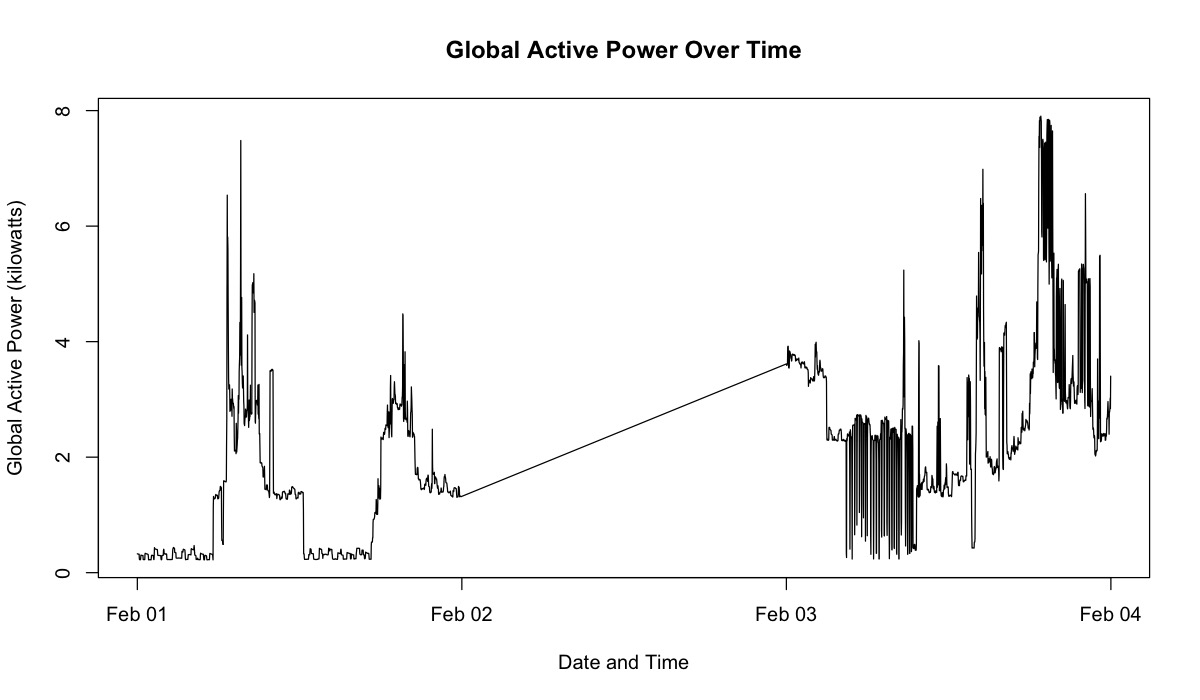 Global Active Power Over Time
Global Active Power (kilowatts)
8
6
4
2
0
Feb 01 Feb 02 Feb 03 Feb 04
Date and Time